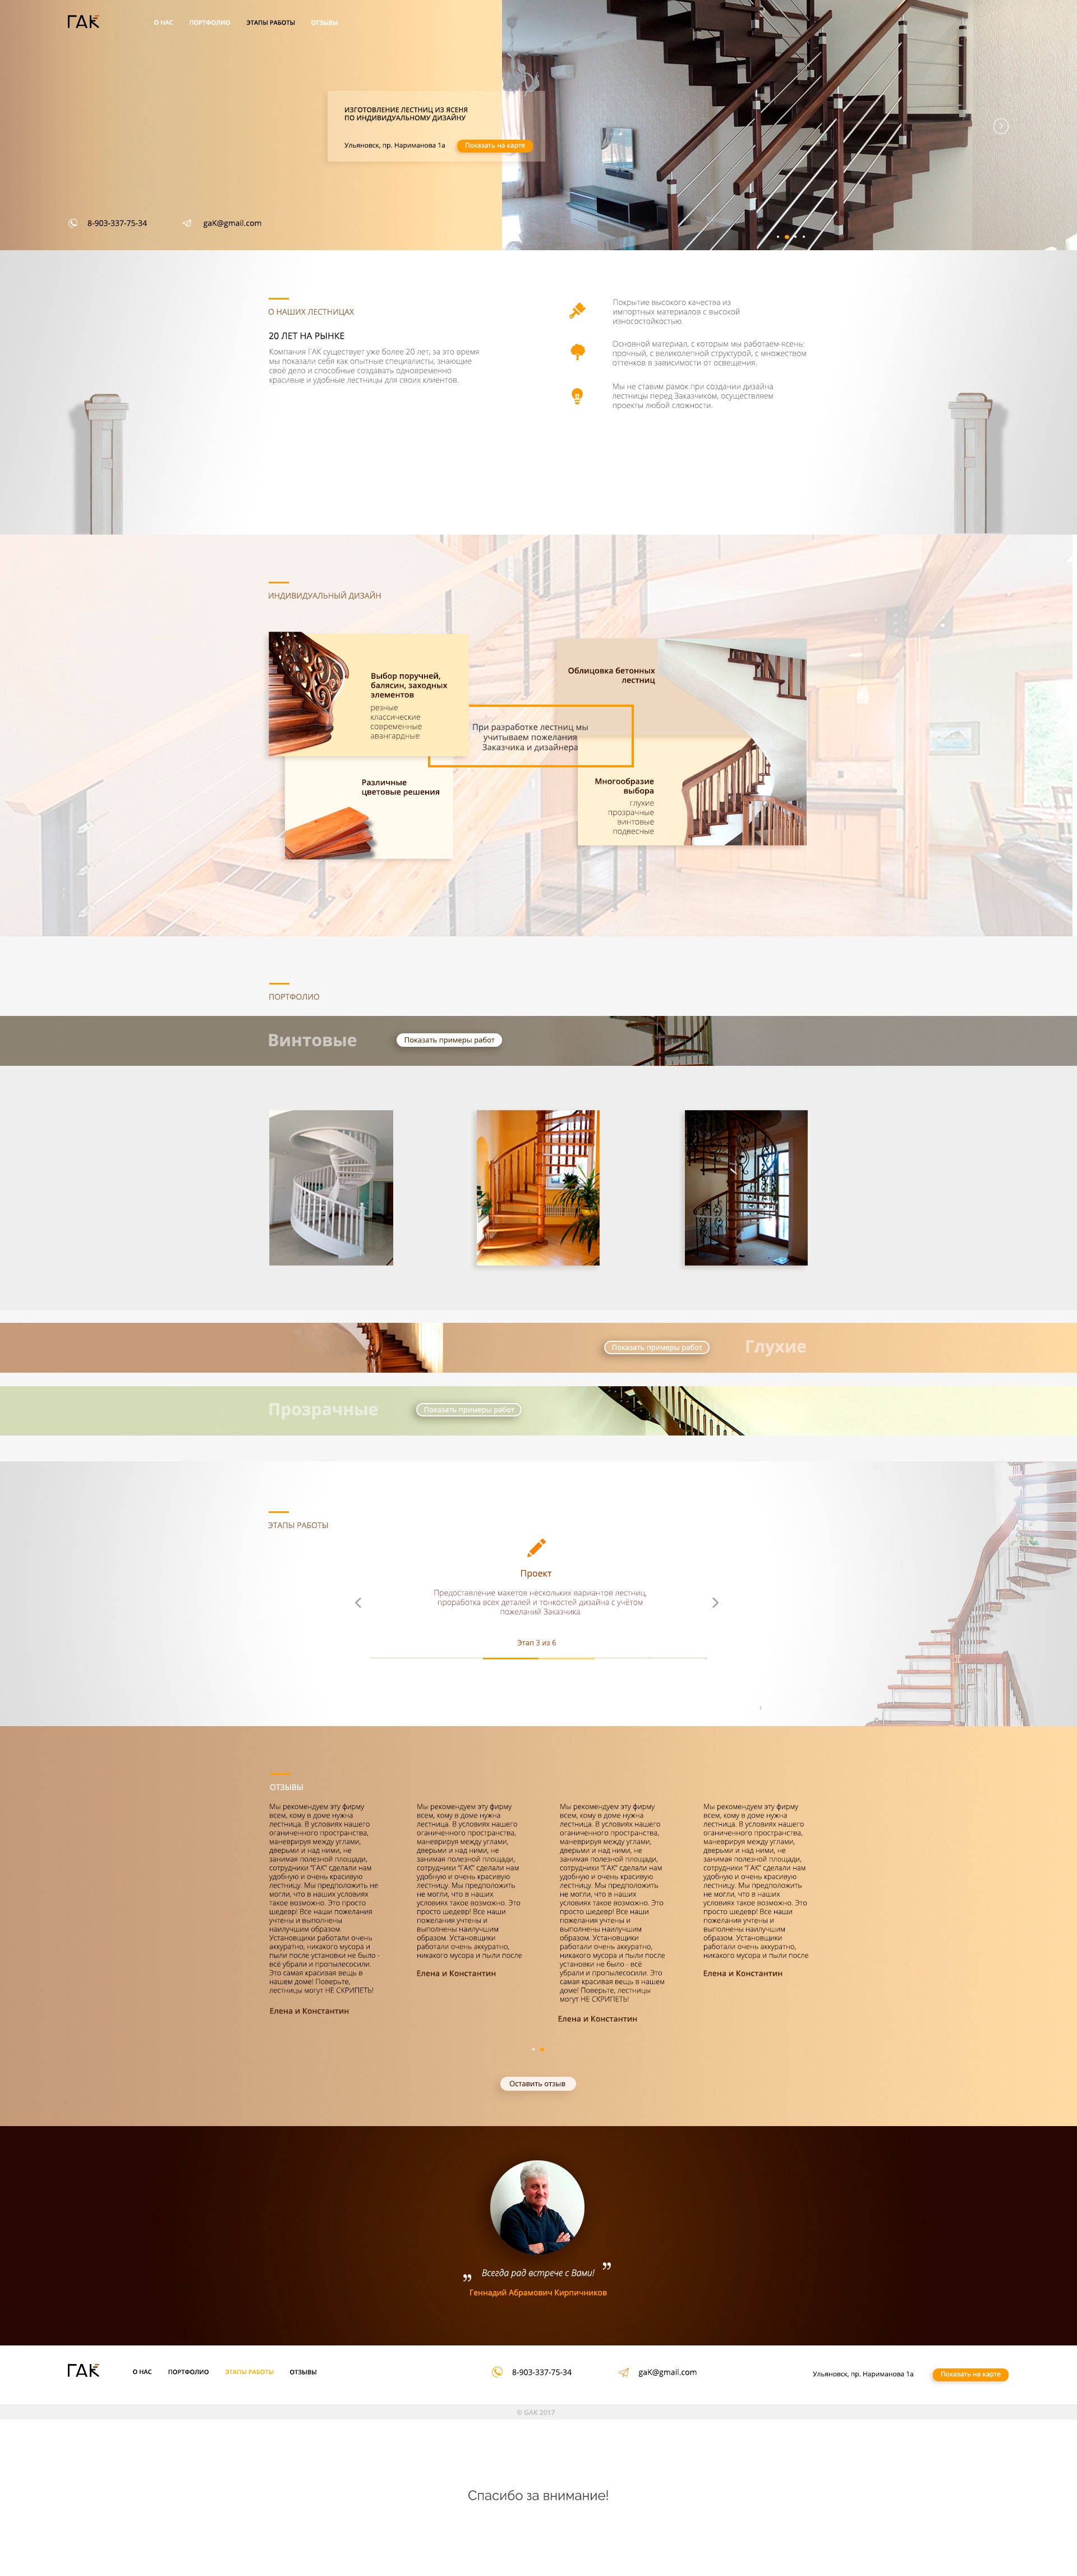 ГАК
О НАС ПОРТФОЛИО ЭТАПЫ РАБОТЫ ОТЗЫВЫ
ИЗГОТОВЛЕНИЕ ЛЕСТНИЦ ИЗ ЯСЕНЯ
ПО ИНДИВИДУАЛЬНОМУ ДИЗАЙНУ
Ульяновск, пр. Нариманова 1а
Показать на карте
8-903-337-75-34
gaK@gmail.com
О НАШИХ ЛЕСТНИЦАХ
20 ЛЕТ НА РЫНКЕ
Компания ГАК существует уже более 20 лет, за это время
мы показали себя как опытные специалисты, знающие
своё дело и способные создавать одновременно
красивые и удобные лестницы для своих клиентов.
Покрытие высокого качества из
импортных материалов с высокой
износостойкостью.
Основной материал, с которым мы работаем-ясень:
прочный, с великолепной структурой, с множеством
оттенков в зависимости от освещения.
Мы не ставим рамок при создании дизайна
лестницы перед Заказчиком, осуществляем
проекты любой сложности.
ИНДИВИДУАЛЬНЫЙ ДИЗАЙН
Выбор поручней,
балясин, заходных
элементов
резные
классические
современные
авангардные
Облицовка бетонных
лестниц
При разработке лестниц мы
учитываем пожелания
Заказчика и дизайнера
Различные
цветовые решения
Многообразие
выбора
глухие
прозрачные
винтовые
подвесные
ПОРТФОЛИО
Винтовые
Показать примеры работ
Показать примеры работ
Глухие
Прозрачные
Показать примеры работ
ЭТАПЫ РАБОТЫ
Проект
Предоставление макетов нескольких вариантов лестниц,
проработка всех деталей и тонкостей дизайна с учётом
пожеланий Заказчика
Этап 3 из 6
ОТЗЫВЫ
Мы рекомендуем эту фирму
всем, кому в доме нужна
лестница. В условиях нашего
оганиченного пространства,
маневрируя между углами,
дверьми и над ними, не
занимая полезной площади,
сотрудники "ГАК" сделали нам
удобную и очень красивую
лестницу. Мы предположить не
могли, что в наших условиях
такое возможно. Это просто
шедевр! Все наши пожелания
учтены и выполнены
наилучшим образом.
Установщики работали очень
аккуратно, никакого мусора и
пыли после установки не было -
всё убрали и пропылесосили.
Это самая красивая вещь в
нашем доме! Поверьте,
лестницы могут НЕ СКРИПЕТЬ!
Елена и Константин
Мы рекомендуем эту фирму
всем, кому в доме нужна
лестница. В условиях нашего
оганиченного пространства,
маневрируя между углами,
дверьми и над ними, не
занимая полезной площади,
сотрудники "ГАК" сделали нам
удобную и очень красивую
лестницу. Мы предположить
не могли, что в наших
условиях такое возможно. Это
просто шедевр! Все наши
пожелания учтены и
выполнены наилучшим
образом. Установщики
работали очень аккуратно,
никакого мусора и пыли после
Елена и Константин
Мы рекомендуем эту фирму
всем, кому в доме нужна
лестница. В условиях нашего
оганиченного пространства,
маневрируя между углами,
дверьми и над ними, не
занимая полезной площади,
сотрудники "ГАК" сделали нам
удобную и очень красивую
лестницу. Мы предположить
не могли, что в наших
условиях такое возможно. Это
просто шедевр! Все наши
пожелания учтены и
выполнены наилучшим
образом. Установщики
работали очень аккуратно,
никакого мусора и пыли после
установки не было - всё
убрали и пропылесосили. Это
самая красивая вещь в нашем
доме! Поверьте, лестницы
могут НЕ СКРИПЕТЬ!
Елена и Константин
Мы рекомендуем эту фирму
всем, кому в доме нужна
лестница. В условиях нашего
оганиченного пространства,
маневрируя между углами,
дверьми и над ними, не
занимая полезной площади,
сотрудники "ГАК" сделали нам
удобную и очень красивую
лестницу. Мы предположить
не могли, что в наших
условиях такое возможно. Это
просто шедевр! Все наши
пожелания учтены и
выполнены наилучшим
образом. Установщики
работали очень аккуратно,
никакого мусора и пыли после
Елена и Константин
Оставить отзыв
„ Всегда рад встрече с Вами! ”
Геннадий Абрамович Кирпичников
ГАК
О НАС ПОРТФОЛИО ЭТАПЫ РАБОТЫ ОТЗЫВЫ
8-903-337-75-34
gaK@gmail.com
Ульяновск, пр. Нариманова 1а
Показать на карте
© GAK 2017
Спасибо за внимание!